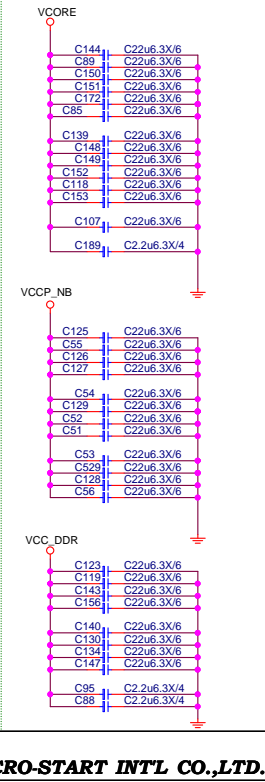 VCORE
C144 C22u6.3X/6
C89 C22u6.3X/6
C150 C22u6.3X/6
C151 C22u6.3X/6
C172 C22u6.3X/6
C85 C22u6.3X/6
C139 C22u6.3X/6
C148 C22u6.3X/6
C149 C22u6.3X/6
C152 C22u6.3X/6
C118 C22u6.3X/6
C153 C22u6.3X/6
C107 C22u6.3X/6
C189 C2.2u6.3X/4
VCCP_NB
C125 C22u6.3X/6
C55 C22u6.3X/6
C126 C22u6.3X/6
C127 C22u6.3X/6
C54 C22u6.3X/6
C129 C22u6.3X/6
C52 C22u6.3X/6
C51 C22u6.3X/6
C53 C22u6.3X/6
C529 C22u6.3X/6
C128 C22u6.3X/6
C56 C22u6.3X/6
VCC_DDR
C123 C22u6.3X/6
C119 C22u6.3X/6
C143 C22u6.3X/6
C156 C22u6.3X/6
C140 C22u6.3X/6
C130 C22u6.3X/6
C134 C22u6.3X/6
C147 C22u6.3X/6
C95 C2.2u6.3X/4
C88 C2.2u6.3X/4
CRO-START INT'L CO.,LTD.